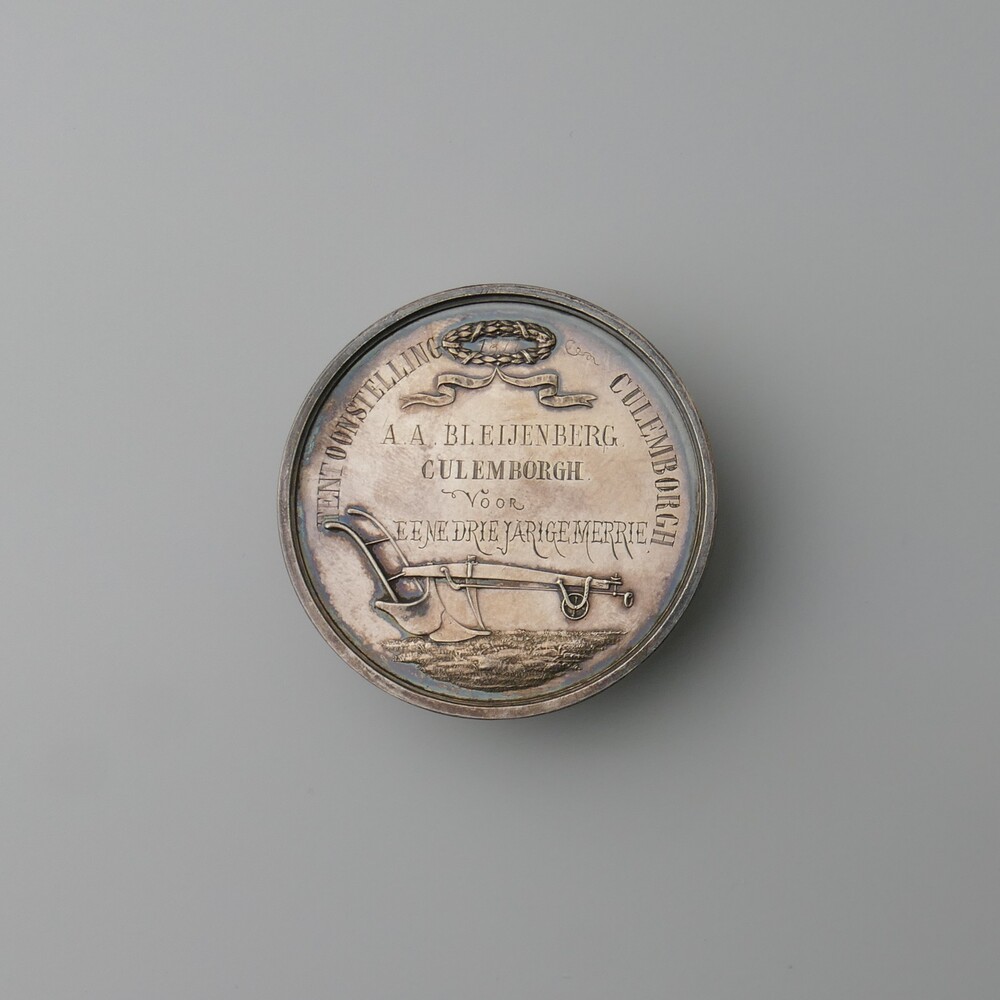 TENTOONSTELLING CULEMBORGH
A. A. BLEIJENBERG.
CULEMBORGH.
VOOR
EENE DRIE JARIGE MERRIE.